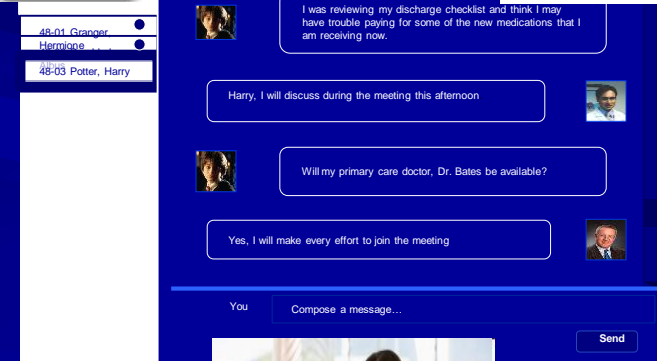 48-01 Granger,
Hermione
Albus
48-03 Potter, Harry
I was reviewing my discharge checklist and think I may
have trouble paying for some of the new medications that I
am receiving now.
Harry, I will discuss during the meeting this afternoon
Will my primary care doctor, Dr. Bates be available?
Yes, I will make every effort to join the meeting
You
Compose a message...
Send